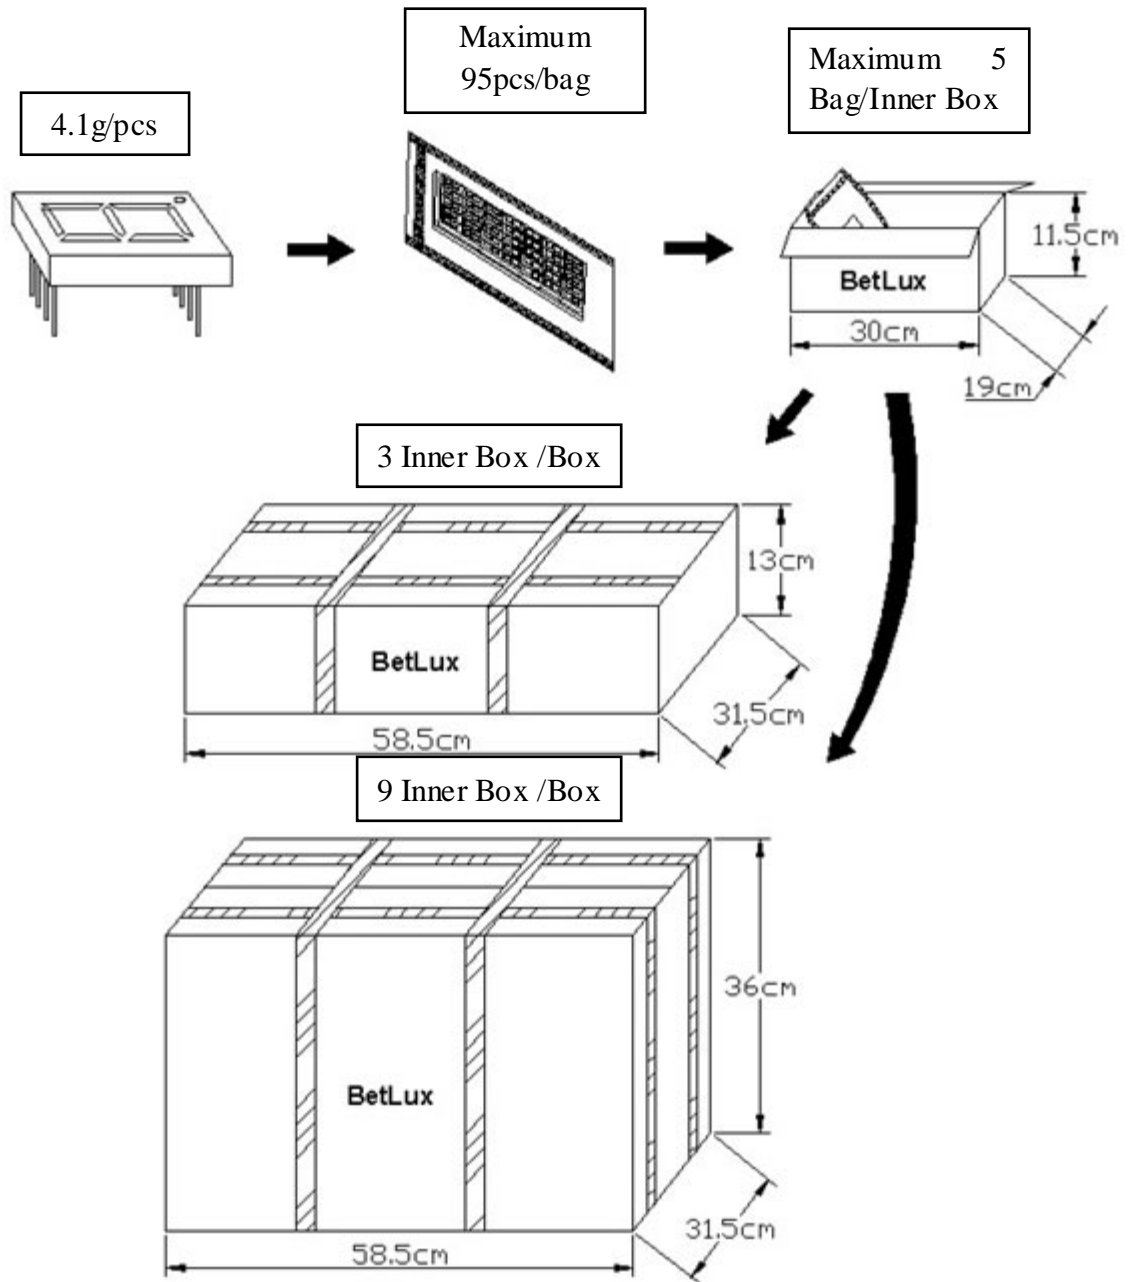 Maximum
95pcs/bag
Maximum 5
Bag/Inner Box
4.1g/pcs
11.5cm
BetLux
30cm
19cm
3 Inner Box /Box
13cm
BetLux
31.5cm
58.5cm
9 Inner Box /Box
36cm
BetLux
31.5cm
58.5cm